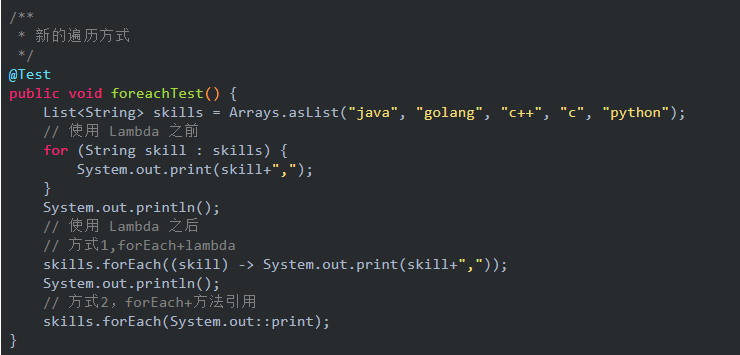 /**
 * 新的遍历方式
 */
@Test
public void foreachTest() {
    List<String> skills = Arrays.asList("java", "golang", "c++", "c", "python");
    // 使用 Lambda 之前
    for (String skill : skills) {
        System.out.print(skill+",");
    }
    System.out.println();
    // 使用 Lambda 之后
    // 方式1,forEach+lambda
    skills.forEach((skill) -> System.out.print(skill+","));
    System.out.println();
    // 方式2，forEach+方法引用
    skills.forEach(System.out::print);
}